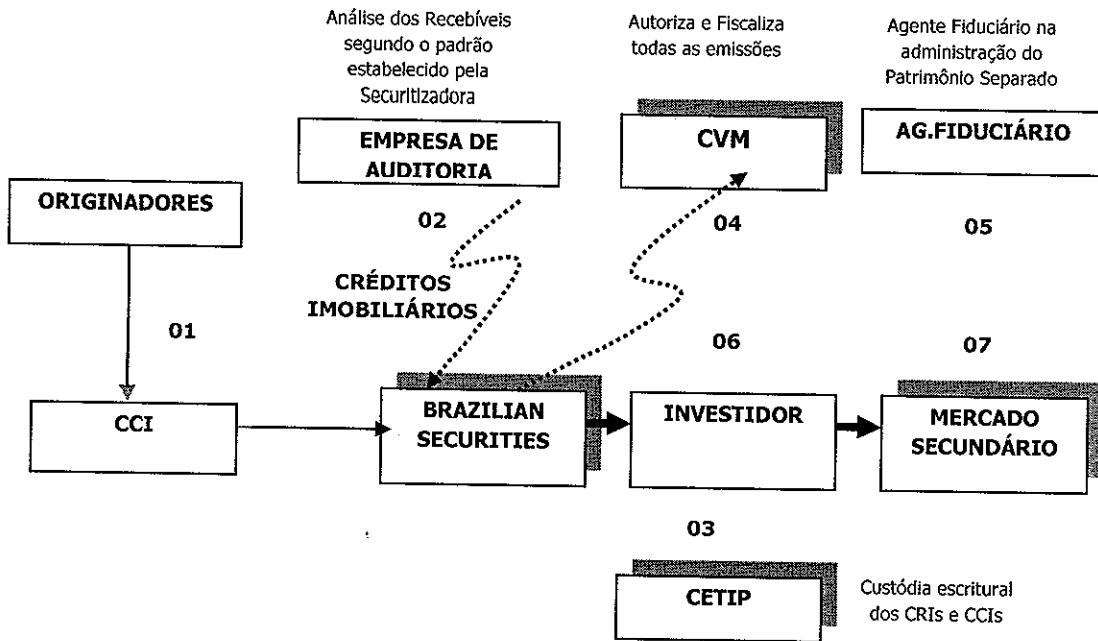 Análise dos Recebíveis
segundo o padrão
estabelecido pela
Securitizadora
Autoriza e Fiscaliza
todas as emissões
Agente Fiduciário na
administração do
Patrimônio Separado
EMPRESA DE
AUDITORIA
CVM
AG.FIDUCIÁRIO
ORIGINADORES
02
04
05
CRÉDITOS
IMOBILIÁRIOS
01
06
07
CCI
BRAZILIAN
SECURITIES
INVESTIDOR
MERCADO
SECUNDÁRIO
03
CETIP
Custódia escritural
dos CRIs e CCIs